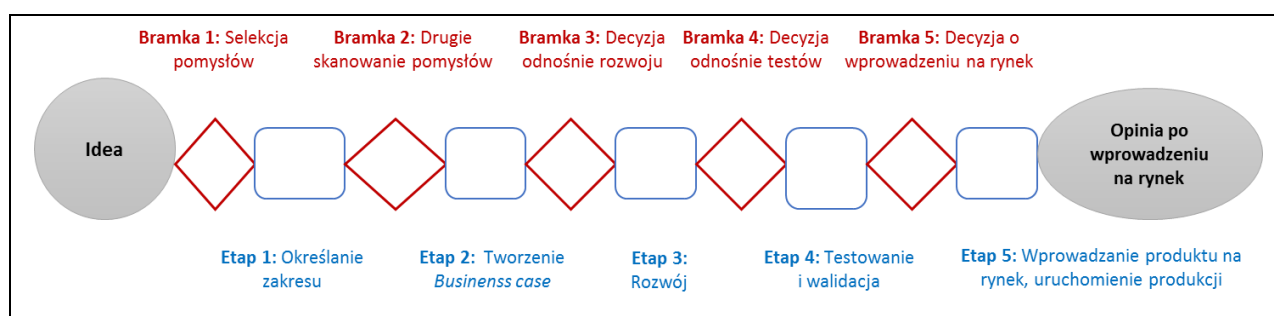 Bramka 1: Selekcja
pomysłów
Bramka 2: Drugie
skanowanie pomysłów
Bramka 3: Decyzja
odnośnie rozwoju
Bramka 4: Decyzja
odnośnie testów
Bramka 5: Decyzja o
wprowadzeniu na rynek
Idea
Opinia po
wprowadzeniu
na rynek
Etap 1: Określanie
zakresu
Etap 2: Tworzenie
Businenss case
Etap 3:
Rozwój
Etap 4: Testowanie
i walidacja
Etap 5: Wprowadzanie produktu na
rynek, uruchomienie produkcji